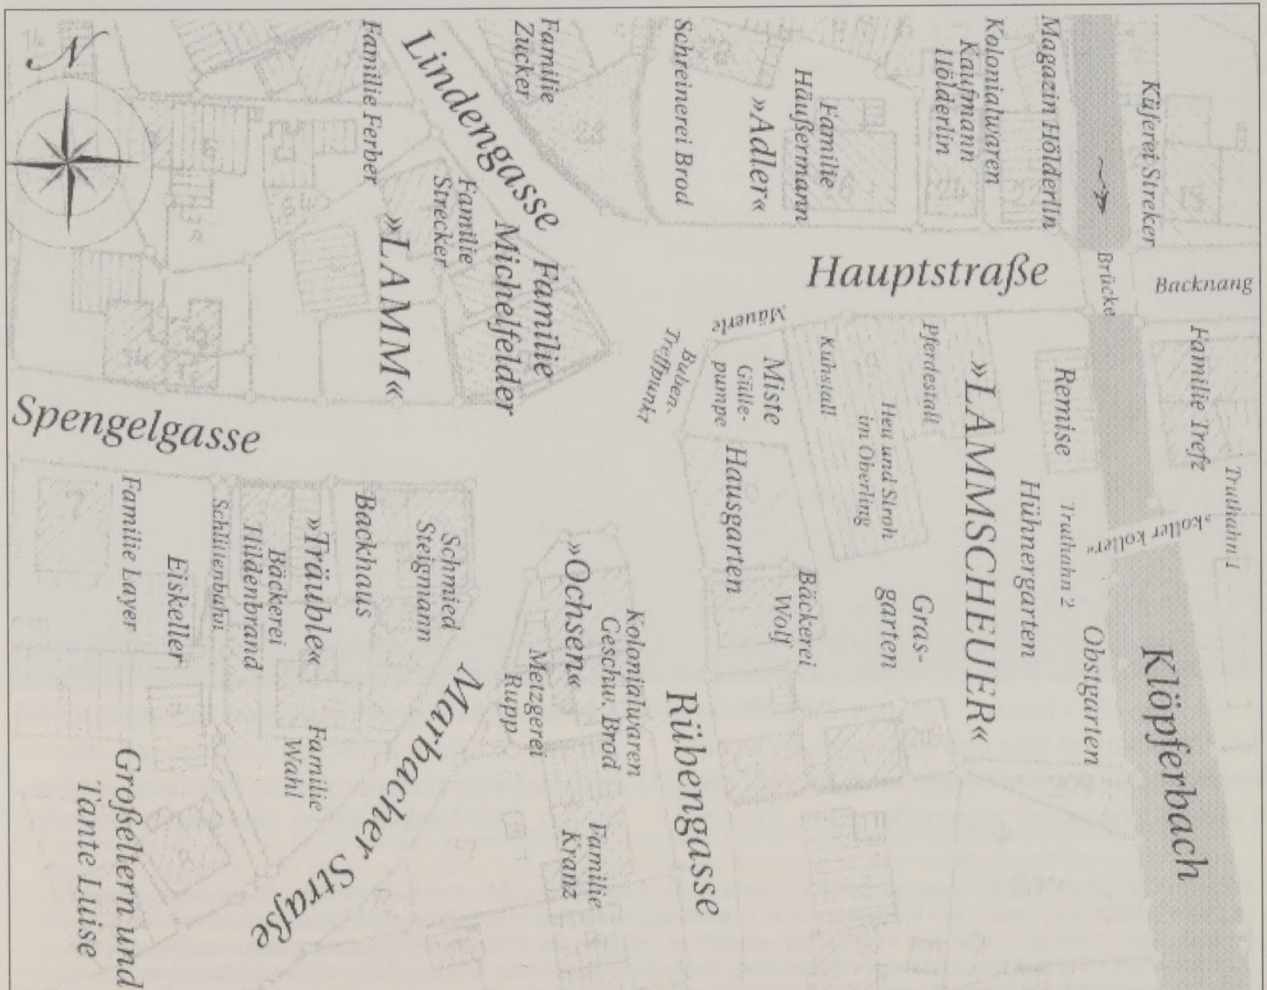 N
14
Familie Ferber
Lindengasse
Familie
Zucker
Schreinerei Brod
»Adler«
Familie
Häußermann
Kolonialwaren
Kaufmann
Hölderlin
Magazin Hölderlin
Küferei Streker
Familie
Strecker
»LAMM«
Familie
Michelfelder
Hauptstraße
Brücke
Backnang
Mäuerle
Buben-
Treffpunkt
Miste
Gülle-
pumpe
Kuhstall
Pferdestall
Heu und Stroh
im Oberling
»LAMMSCHEUER«
Remise
Familie Trefz
Truthahn 1
»koller koller«
Truthahn 2
Hühnergarten
Obstgarten
Klöpferbach
Spengelgasse
Familie Layer
Eiskeller
Schlittenbahn
Bäckerei
Hildenbrand
»Träuble«
Backhaus
Schmied
Steigmann
Hausgarten
Bäckerei
Wolf
Gras-
garten
»Ochsen«
Kolonialwaren
Geschw. Brod
Metzgerei
Rupp
Rübengasse
Marbacher Straße
Familie
Wahl
Familie
Kranz
Großeltern und
Tante Luise